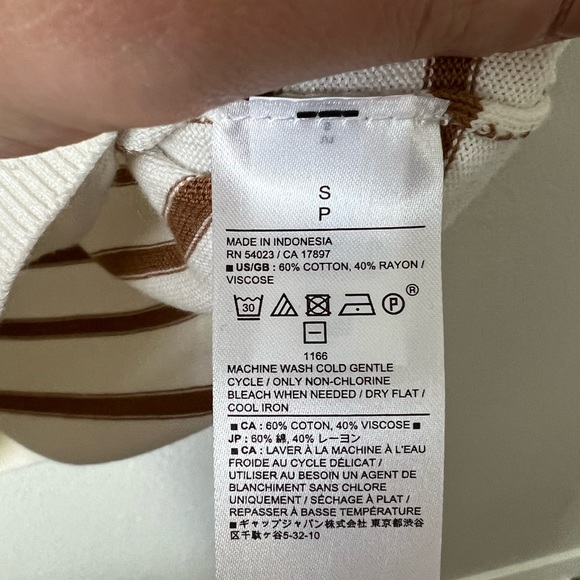 S
P
MADE IN INDONESIA
RN 54023 / CA 17897
■ US/GB : 60% COTTON, 40% RAYON /
VISCOSE
30
P ®
1166
MACHINE WASH COLD GENTLE
CYCLE / ONLY NON-CHLORINE
BLEACH WHEN NEEDED / DRY FLAT /
COOL IRON
■ CA : 60% COTON, 40% VISCOSE ■
JP : 60% 綿, 40% レーヨン
■ CA : LAVER À LA MACHINE À L'EAU
FROIDE AU CYCLE DÉLICAT /
UTILISER AU BESOIN UN AGENT DE
BLANCHIMENT SANS CHLORE
UNIQUEMENT / SÉCHAGE À PLAT /
REPASSER À BASSE TEMPÉRATURE
■ ギャップジャパン株式会社 東京都渋谷
区千駄ヶ谷5-32-10